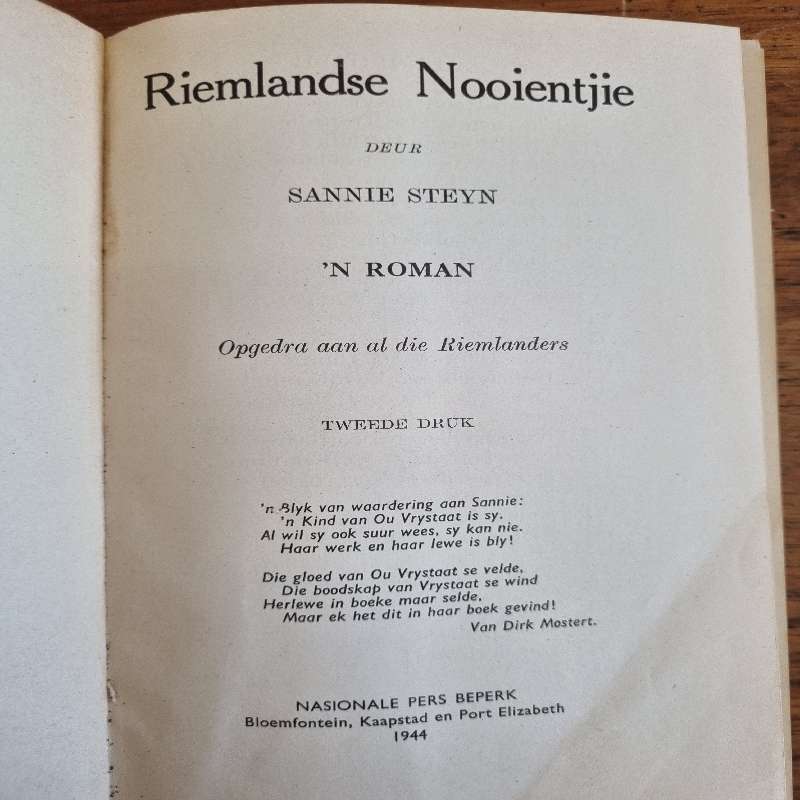 Riemlandse Nooientjie
DEUR
SANNIE STEYN
'N ROMAN
Opgedra aan al die Riemlanders
TWEEDE DRUK
'n Blyk van waardering aan Sannie:
'n Kind van Ou Vrystaat is sy.
Al wil sy ook suur wees, sy kan nie.
Haar werk en haar lewe is bly!
Die gloed van Ou Vrystaat se velde,
Die boodskap van Vrystaat se wind
Herlewe in boeke maar selde,
Maar ek het dit in haar boek gevind!
Van Dirk Mostert.
NASIONALE PERS BEPERK
Bloemfontein, Kaapstad en Port Elizabeth
1944